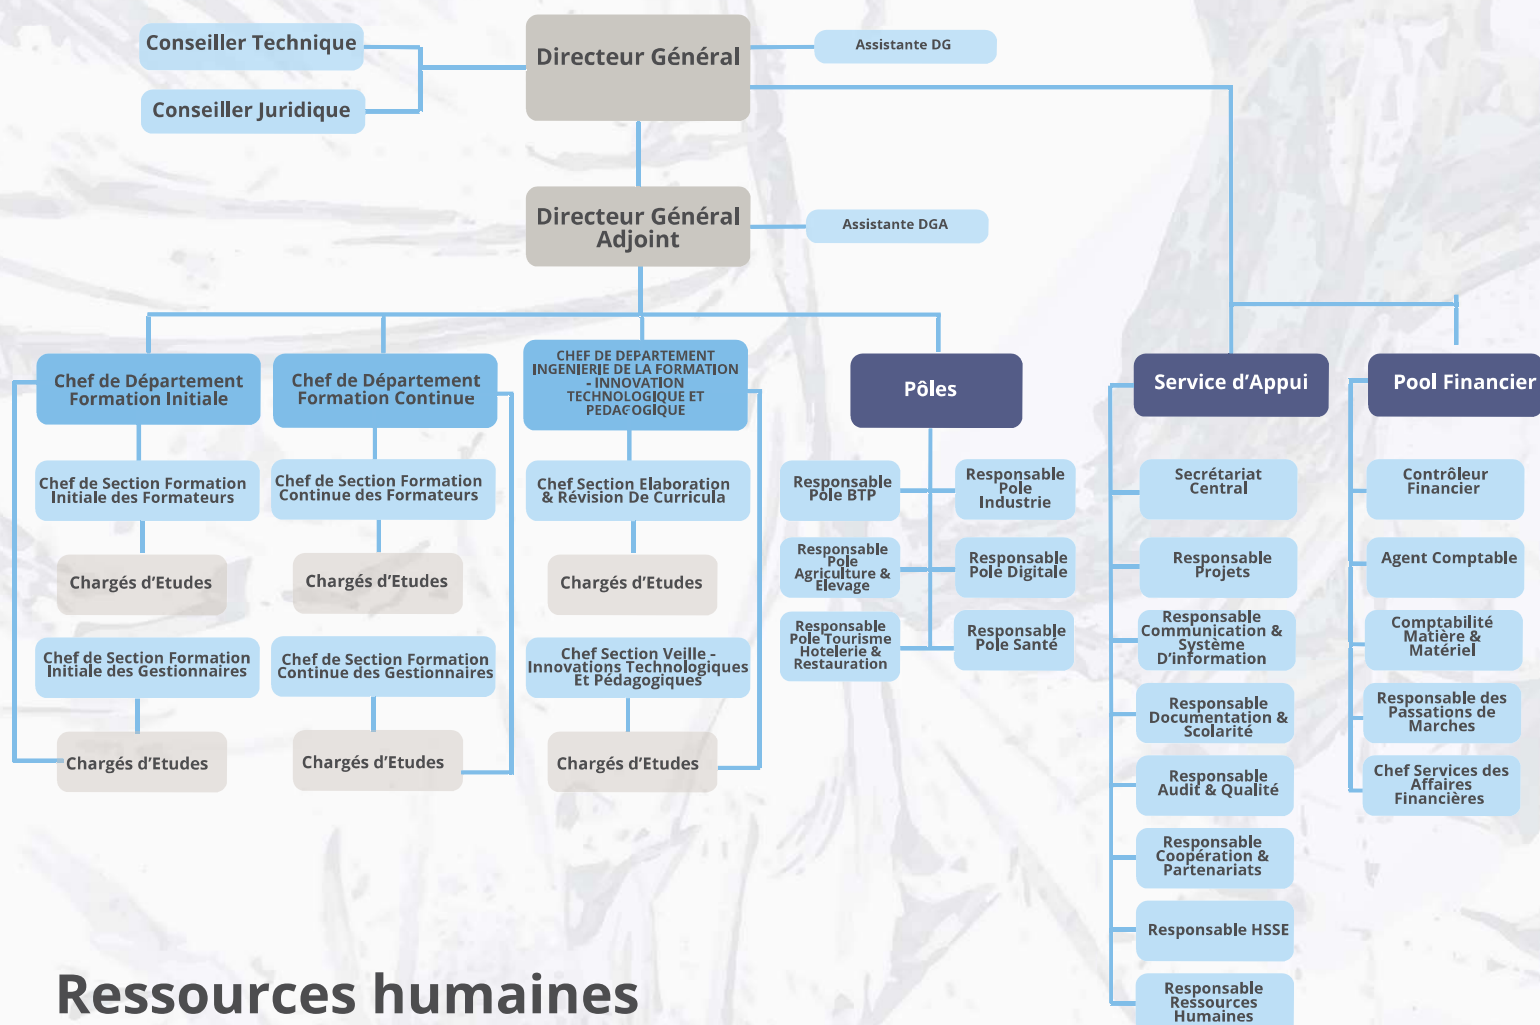 Conseiller Technique
Conseiller Juridique
Directeur Général
Assistante DG
Directeur Général
Adjoint
Assistante DGA
Chef de Département
Formation Initiale
Chef de Section Formation
Initiale des Formateurs
Chargés d’Etudes
Chef de Section Formation
Initiale des Gestionnaires
Chargés d’Etudes
Chef de Département
Formation Continue
Chef de Section Formation
Continue des Formateurs
Chargés d’Etudes
Chef de Section Formation
Continue des Gestionnaires
Chargés d’Etudes
CHEF DE DEPARTEMENT
INGENIERIE DE LA FORMATION
- INNOVATION
TECHNOLOGIQUE ET
PEDAGOGIQUE
Chef Section Elaboration
& Révision De Curricula
Chargés d’Etudes
Chef Section Veille -
Innovations Technologiques
Et Pédagogiques
Chargés d’Etudes
Pôles
Responsable
Pole BTP
Responsable
Pole
Industrie
Responsable
Pole
Agriculture &
Elevage
Responsable
Pole Digitale
Responsable
Pole Tourisme
Hotelerie &
Restauration
Responsable
Pole Santé
Service d’Appui
Secrétariat
Central
Responsable
Projets
Responsable
Communication &
Système
D’information
Responsable
Documentation &
Scolarité
Responsable
Audit & Qualité
Responsable
Coopération &
Partenariats
Responsable HSSE
Responsable
Ressources
Humaines
Pool Financier
Contrôleur
Financier
Agent Comptable
Comptabilité
Matière &
Matériel
Responsable des
Passations de
Marches
Chef Services des
Affaires
Financières
Ressources humaines